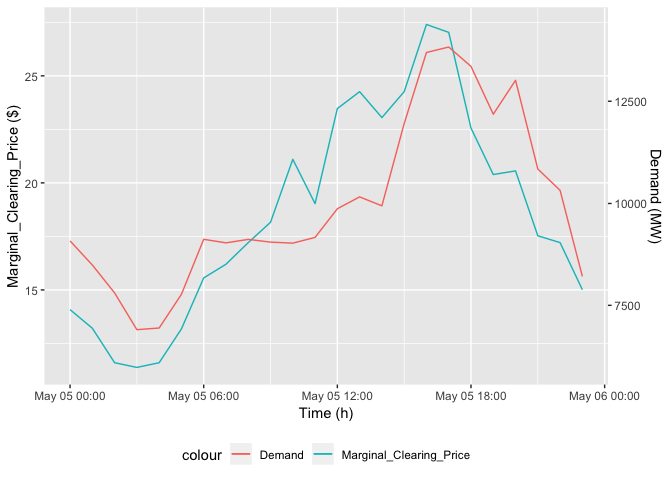 Marginal_Clearing_Price ($)
25
20
15
12500
10000
7500
Demand (MW)
May 05 00:00 May 05 06:00 May 05 12:00 May 05 18:00 May 06 00:00
Time (h)
colour Demand Marginal_Clearing_Price